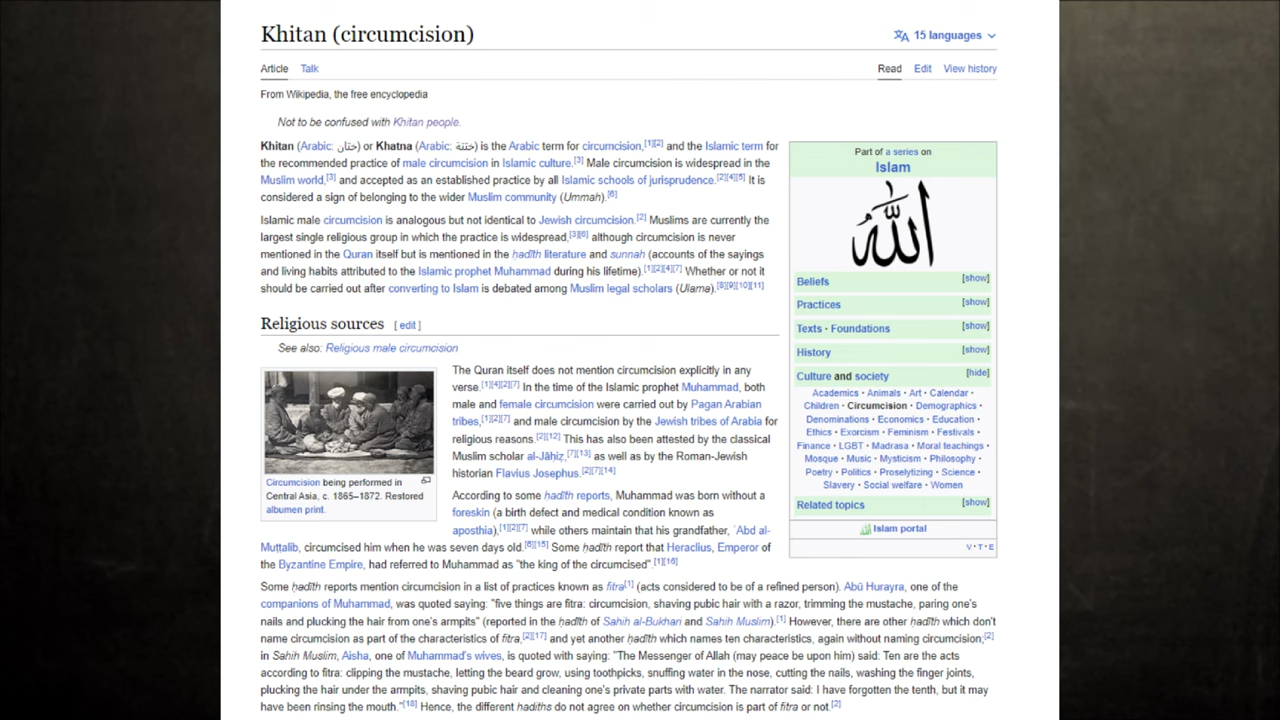 Khitan (circumcision)
15 languages
Article Talk
Read Edit View history
From Wikipedia, the free encyclopedia
Not to be confused with Khitan people.
Khitan (Arabic: ختان) or Khatna (Arabic: ختنة) is the Arabic term for circumcision,[1][2] and the Islamic term for
the recommended practice of male circumcision in Islamic culture.[3] Male circumcision is widespread in the
Muslim world,[3] and accepted as an established practice by all Islamic schools of jurisprudence.[2][4][5] It is
considered a sign of belonging to the wider Muslim community (Ummah).[6]
Islamic male circumcision is analogous but not identical to Jewish circumcision.[2] Muslims are currently the
largest single religious group in which the practice is widespread,[3][6] although circumcision is never
mentioned in the Quran itself but is mentioned in the ḥadīth literature and sunnah (accounts of the sayings
and living habits attributed to the Islamic prophet Muhammad during his lifetime).[1][2][4][7] Whether or not it
should be carried out after converting to Islam is debated among Muslim legal scholars (Ulama).[8][9][10][11]
Religious sources [ edit ]
See also: Religious male circumcision
Circumcision being performed in
Central Asia, c. 1865–1872. Restored
albumen print.
The Quran itself does not mention circumcision explicitly in any
verse.[1][4][2][7] In the time of the Islamic prophet Muhammad, both
male and female circumcision were carried out by Pagan Arabian
tribes,[1][2][7] and male circumcision by the Jewish tribes of Arabia for
religious reasons.[2][12] This has also been attested by the classical
Muslim scholar al-Jāḥiẓ,[7][13] as well as by the Roman-Jewish
historian Flavius Josephus.[2][7][14]
According to some ḥadīth reports, Muhammad was born without a
foreskin (a birth defect and medical condition known as
aposthia),[1][2][7] while others maintain that his grandfather, ʿAbd al-
Muṭṭalib, circumcised him when he was seven days old.[6][15] Some ḥadīth report that Heraclius, Emperor of
the Byzantine Empire, had referred to Muhammad as "the king of the circumcised".[1][16]
Some ḥadīth reports mention circumcision in a list of practices known as fitra[1] (acts considered to be of a refined person). Abū Hurayra, one of the
companions of Muhammad, was quoted saying: "five things are fitra: circumcision, shaving pubic hair with a razor, trimming the mustache, paring one's
nails and plucking the hair from one's armpits" (reported in the ḥadīth of Sahih al-Bukhari and Sahih Muslim).[1] However, there are other ḥadīth which don't
name circumcision as part of the characteristics of fitra,[2][17] and yet another ḥadīth which names ten characteristics, again without naming circumcision;[2]
in Sahih Muslim, Aisha, one of Muhammad's wives, is quoted with saying: "The Messenger of Allah (may peace be upon him) said: Ten are the acts
according to fitra: clipping the mustache, letting the beard grow, using toothpicks, snuffing water in the nose, cutting the nails, washing the finger joints,
plucking the hair under the armpits, shaving pubic hair and cleaning one's private parts with water. The narrator said: I have forgotten the tenth, but it may
have been rinsing the mouth."[18] Hence, the different hadiths do not agree on whether circumcision is part of fitra or not.[2]
Part of a series on
Islam
الله
Beliefs [show]
Practices [show]
Texts · Foundations [show]
History [show]
Culture and society [hide]
Academics · Animals · Art · Calendar ·
Children · Circumcision · Demographics ·
Denominations · Economics · Education ·
Ethics · Exorcism · Feminism · Festivals ·
Finance · LGBT · Madrasa · Moral teachings ·
Mosque · Music · Mysticism · Philosophy ·
Poetry · Politics · Proselytizing · Science ·
Slavery · Social welfare · Women
Related topics [show]
Islam portal
V · T · E